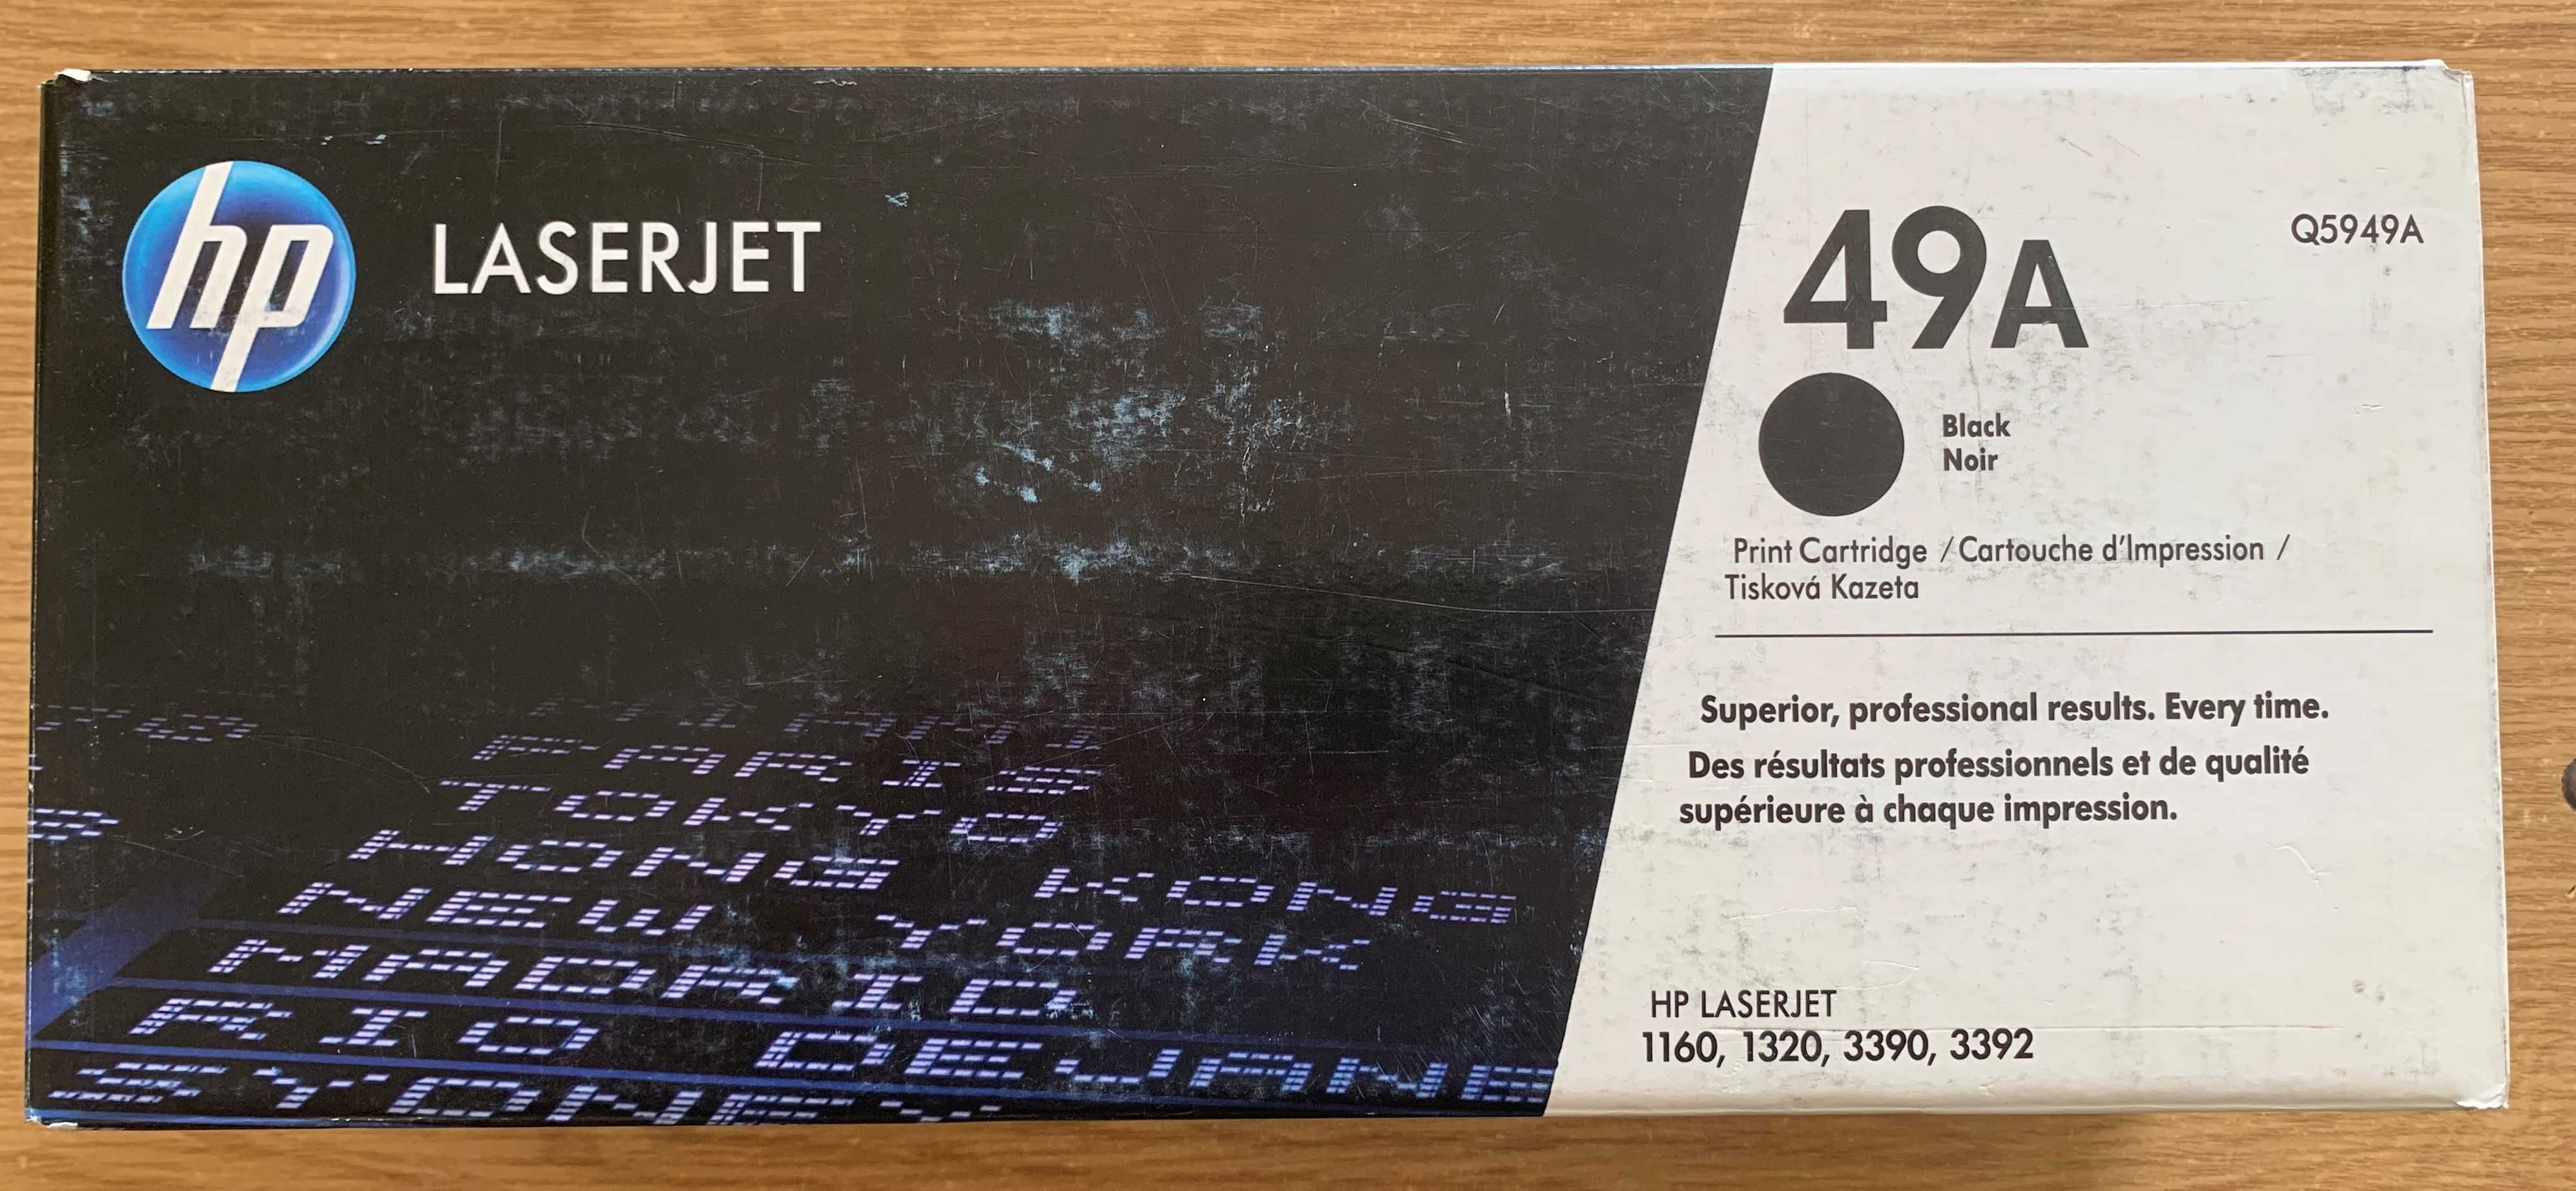 hp LASERJET
49A
Q5949A
Black
Noir
Print Cartridge / Cartouche d'Impression /
Tisková Kazeta
Superior, professional results. Every time.
Des résultats professionnels et de qualité
supérieure à chaque impression.
HP LASERJET
1160, 1320, 3390, 3392
PARIS
TOKYO
HONG KONG
NEW YORK
MADRID
RIO DEJANE
SYDNEY